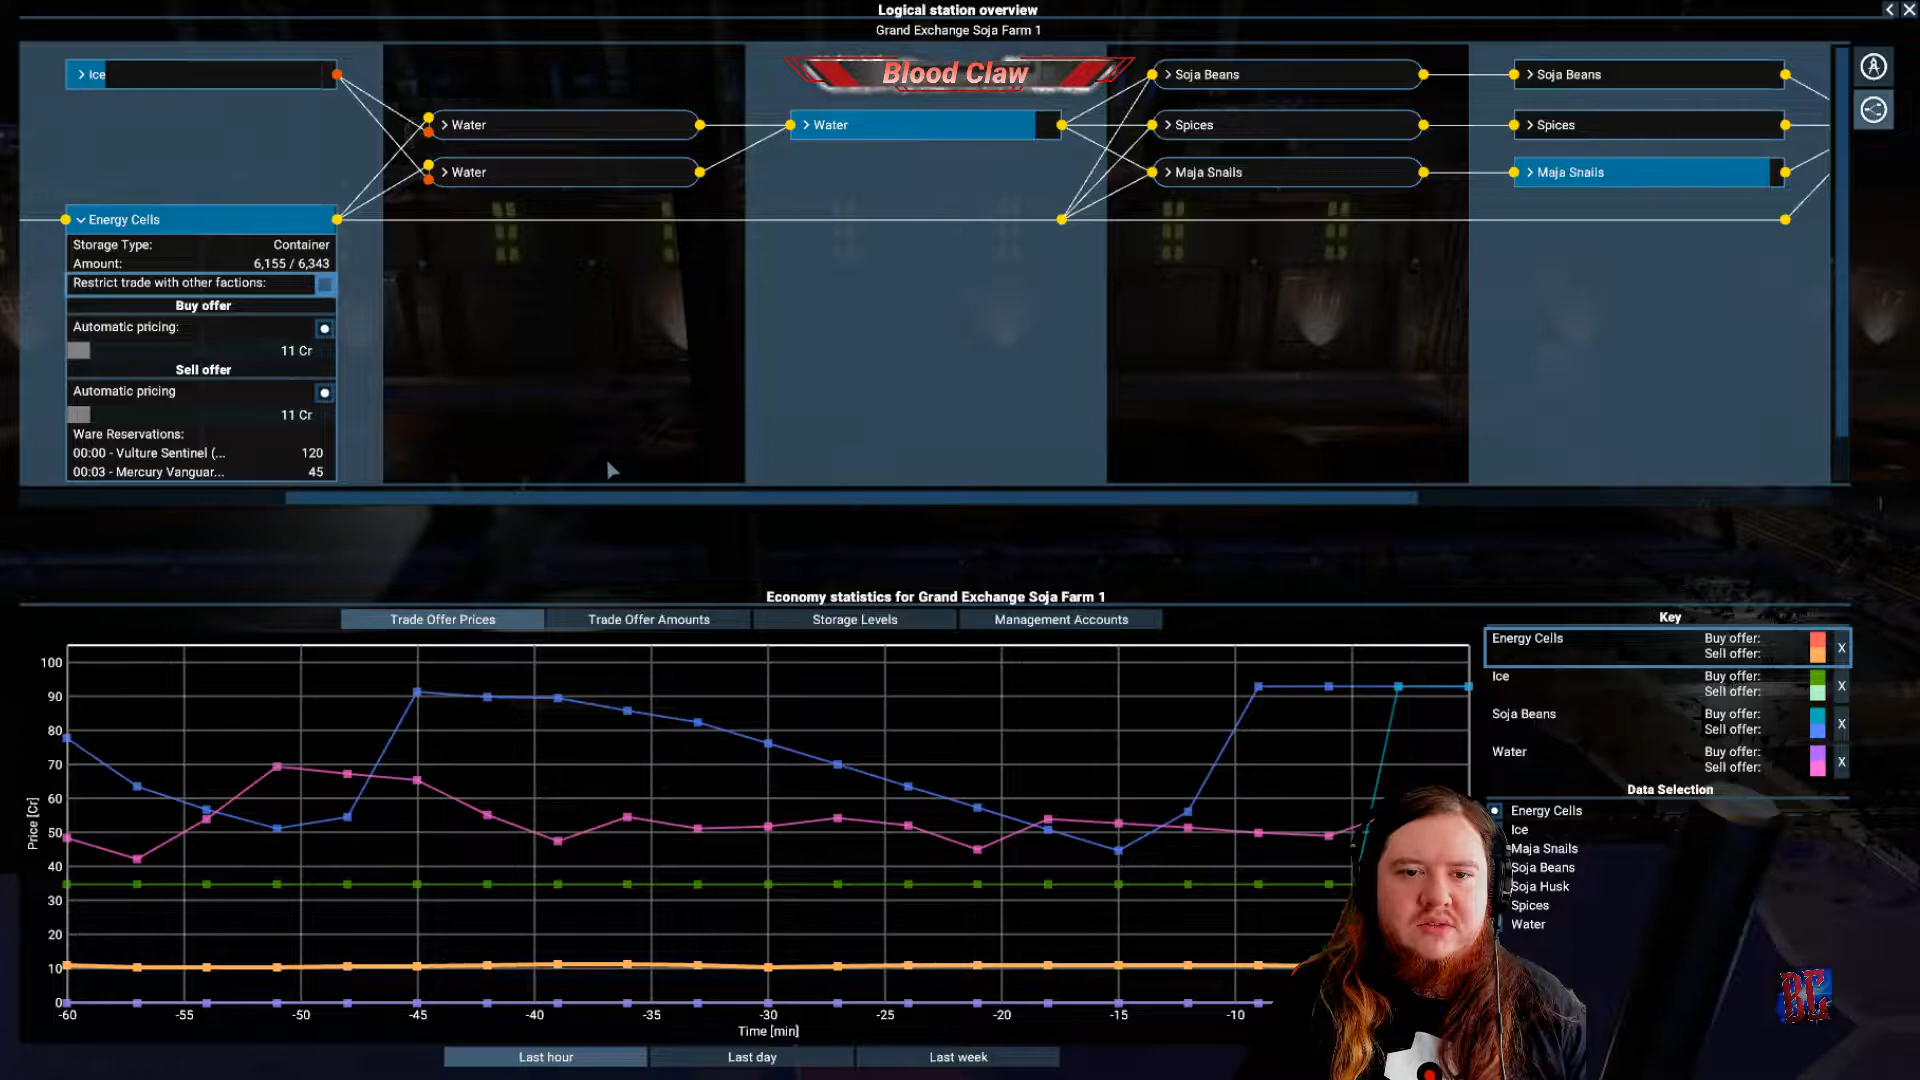 Logical station overview
Grand Exchange Soja Farm 1
Blood Claw
Ice
Water
Water
Water
Soja Beans
Spices
Maja Snails
Soja Beans
Spices
Maja Snails
Energy Cells
Storage Type: Container
Amount: 6,155 / 6,343
Restrict trade with other factions:
Buy offer
Automatic pricing:
11 Cr
Sell offer
Automatic pricing
11 Cr
Ware Reservations:
00:00 - Vulture Sentinel (... 120
00:03 - Mercury Vanguar... 45
Economy statistics for Grand Exchange Soja Farm 1
Trade Offer Prices Trade Offer Amounts Storage Levels Management Accounts
100
90
80
70
60
50
40
30
20
10
0
Price [Cr]
-60 -55 -50 -45 -40 -35 -30 -25 -20 -15 -10
Time [min]
Last hour Last day Last week
Key
Energy Cells Buy offer:
Sell offer:
X
Ice Buy offer:
Sell offer:
X
Soja Beans Buy offer:
Sell offer:
X
Water Buy offer:
Sell offer:
X
Data Selection
Energy Cells
Ice
Maja Snails
Soja Beans
Soja Husk
Spices
Water
BC